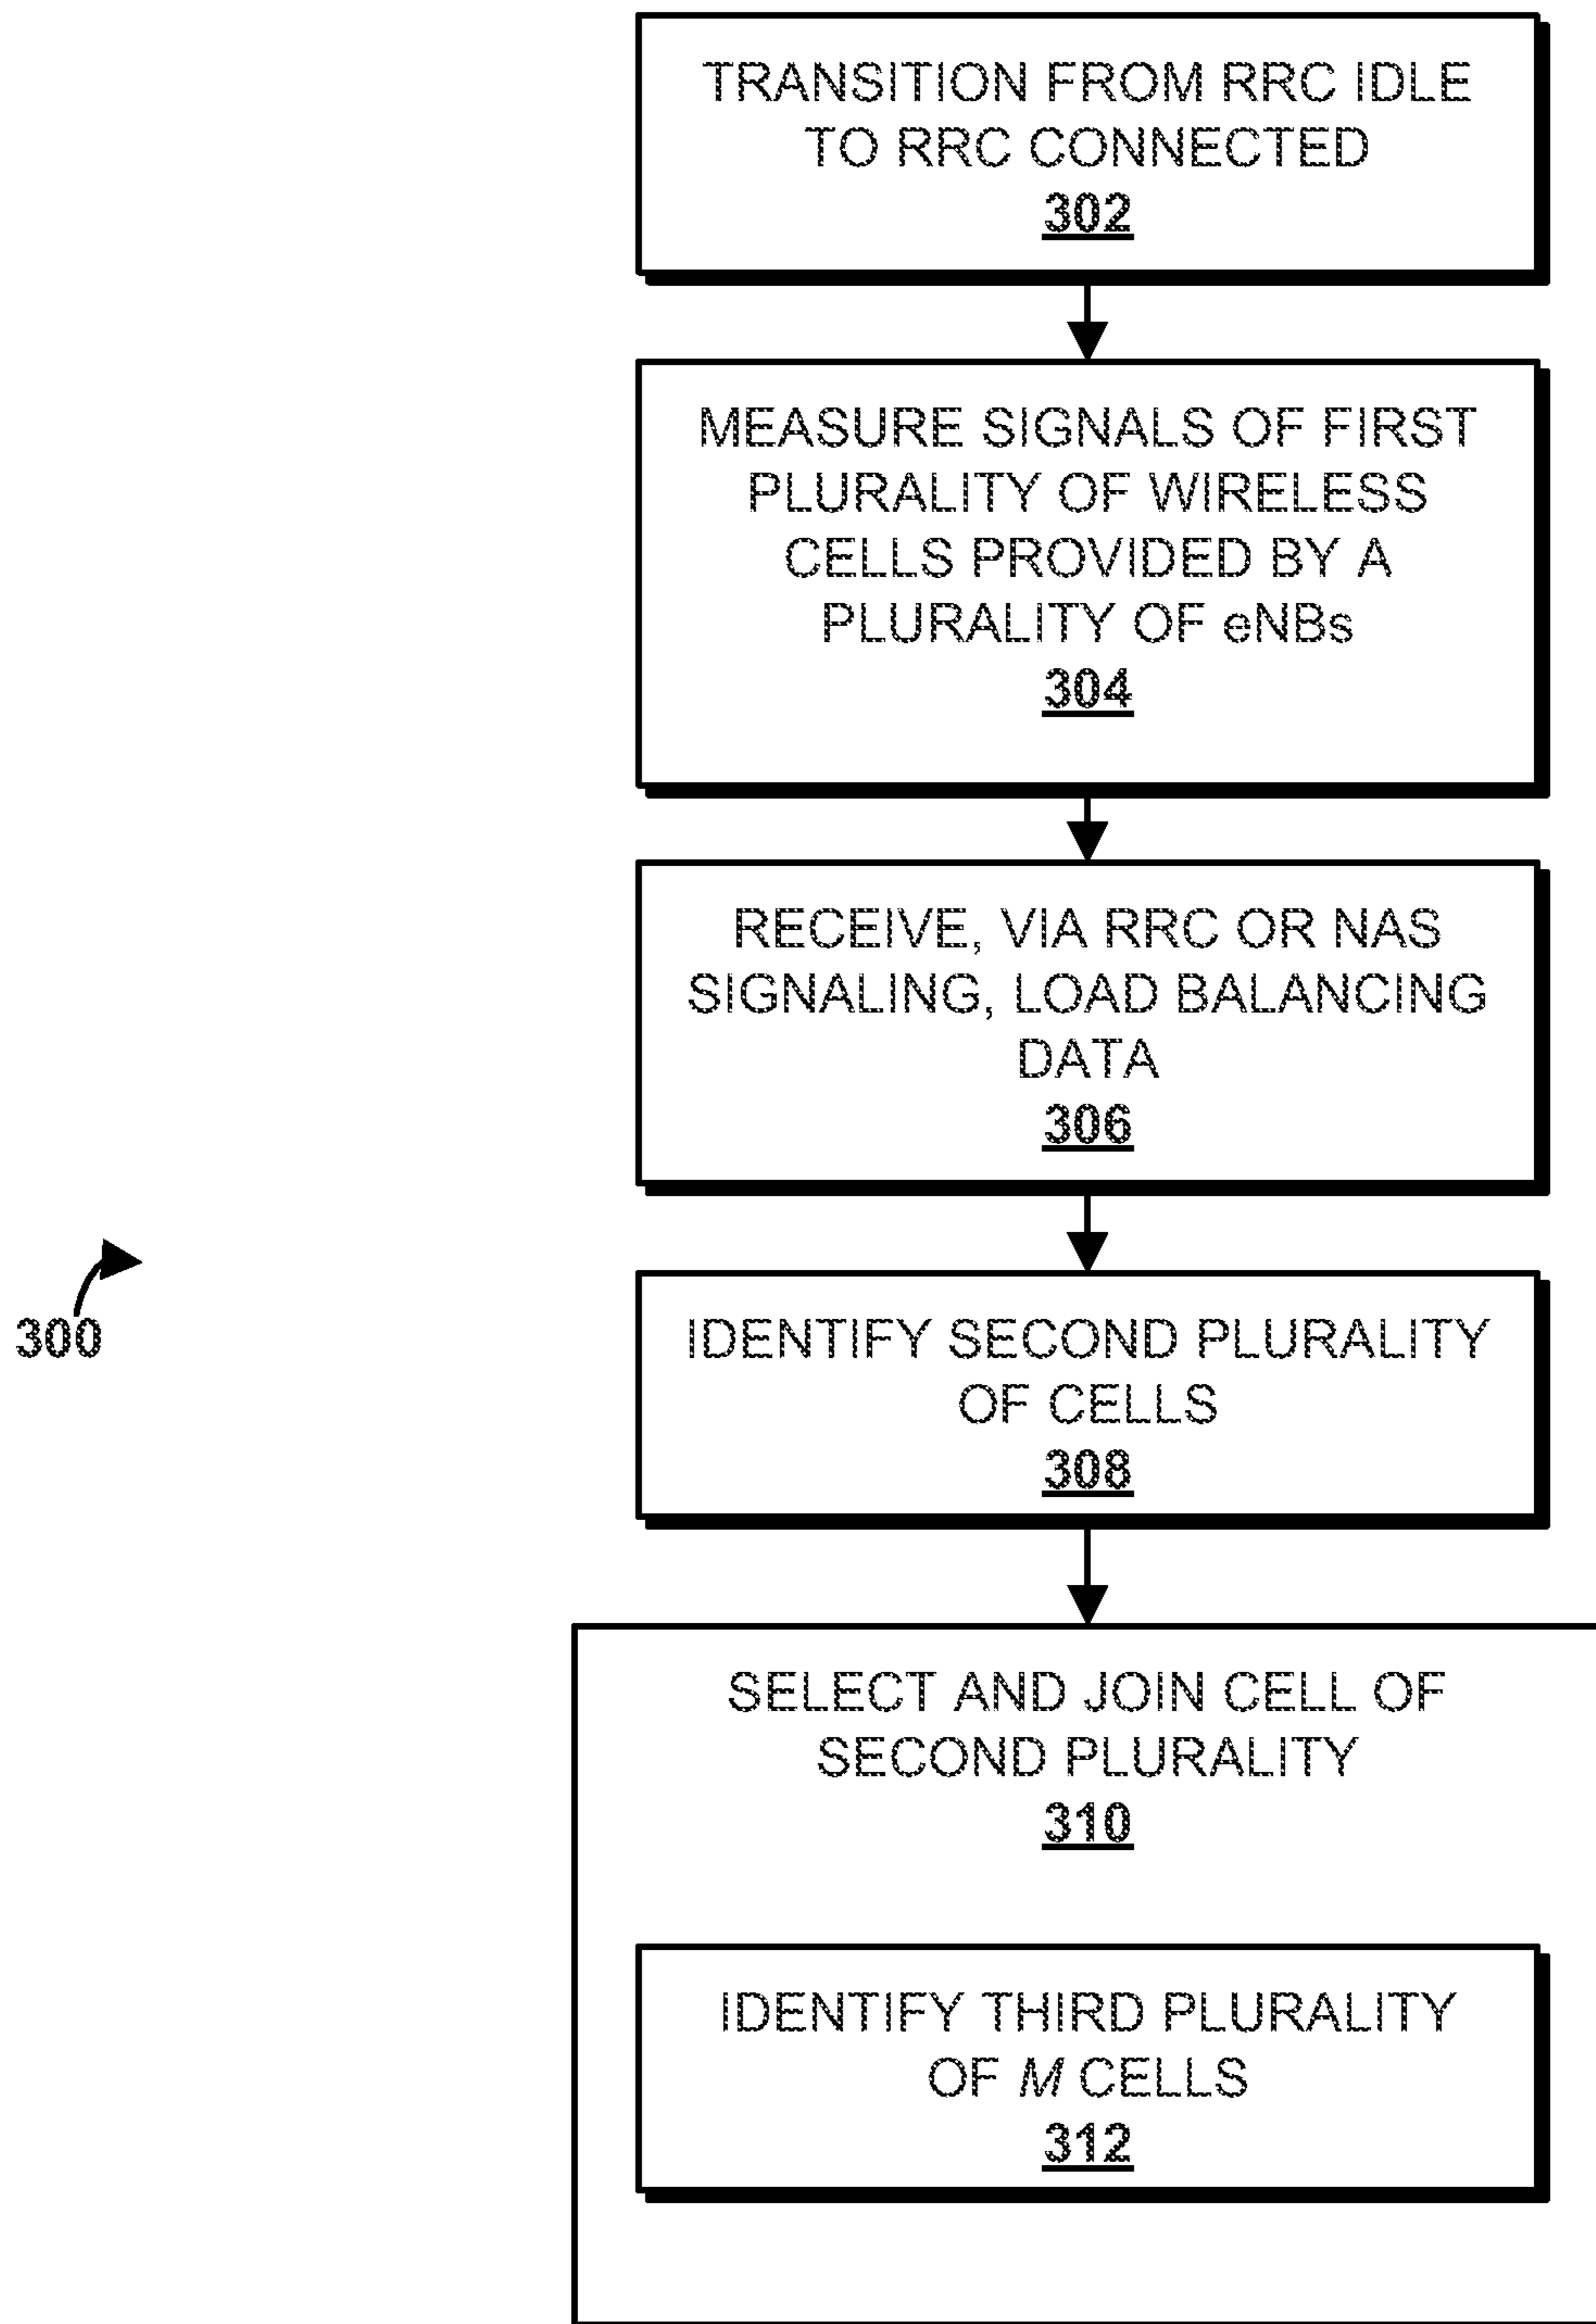 TRANSITION FROM RRC IDLE
TO RRC CONNECTED
302
MEASURE SIGNALS OF FIRST
PLURALITY OF WIRELESS
CELLS PROVIDED BY A
PLURALITY OF eNBs
304
RECEIVE, VIA RRC OR NAS
SIGNALING, LOAD BALANCING
DATA
306
300
IDENTIFY SECOND PLURALITY
OF CELLS
308
SELECT AND JOIN CELL OF
SECOND PLURALITY
310
IDENTIFY THIRD PLURALITY
OF M CELLS
312